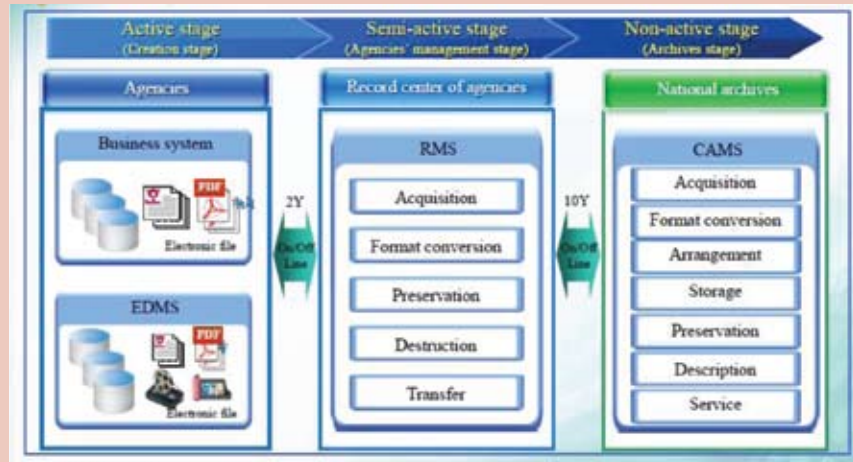 Active stage
(Creation stage)
Semi-active stage
(Agencies' management stage)
Non-active stage
(Archives stage)
Agencies
Business system
PDF
Electronic file
EDMS
PDF
Electronic file
2Y
On/Off
Line
Record center of agencies
RMS
Acquisition
Format conversion
Preservation
Destruction
Transfer
10Y
On/Off
Line
National archives
CAMS
Acquisition
Format conversion
Arrangement
Storage
Preservation
Description
Service